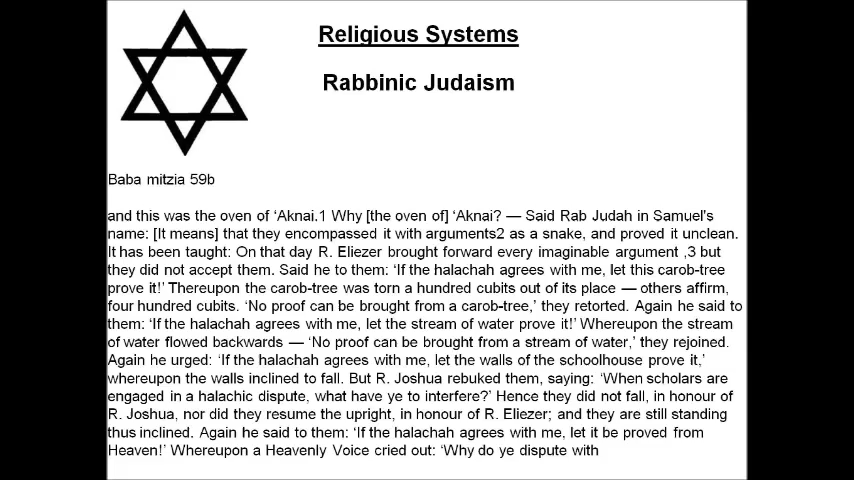 Religious Systems
Rabbinic Judaism
Baba mitzia 59b
and this was the oven of ‘Aknai.1 Why [the oven of] ‘Aknai? — Said Rab Judah in Samuel's
name: [It means] that they encompassed it with arguments2 as a snake, and proved it unclean.
It has been taught: On that day R. Eliezer brought forward every imaginable argument ,3 but
they did not accept them. Said he to them: ‘If the halachah agrees with me, let this carob-tree
prove it!’ Thereupon the carob-tree was torn a hundred cubits out of its place — others affirm,
four hundred cubits. ‘No proof can be brought from a carob-tree,’ they retorted. Again he said to
them: ‘If the halachah agrees with me, let the stream of water prove it!’ Whereupon the stream
of water flowed backwards — ‘No proof can be brought from a stream of water,’ they rejoined.
Again he urged: ‘If the halachah agrees with me, let the walls of the schoolhouse prove it,’
whereupon the walls inclined to fall. But R. Joshua rebuked them, saying: ‘When scholars are
engaged in a halachic dispute, what have ye to interfere?’ Hence they did not fall, in honour of
R. Joshua, nor did they resume the upright, in honour of R. Eliezer; and they are still standing
thus inclined. Again he said to them: ‘If the halachah agrees with me, let it be proved from
Heaven!’ Whereupon a Heavenly Voice cried out: ‘Why do ye dispute with